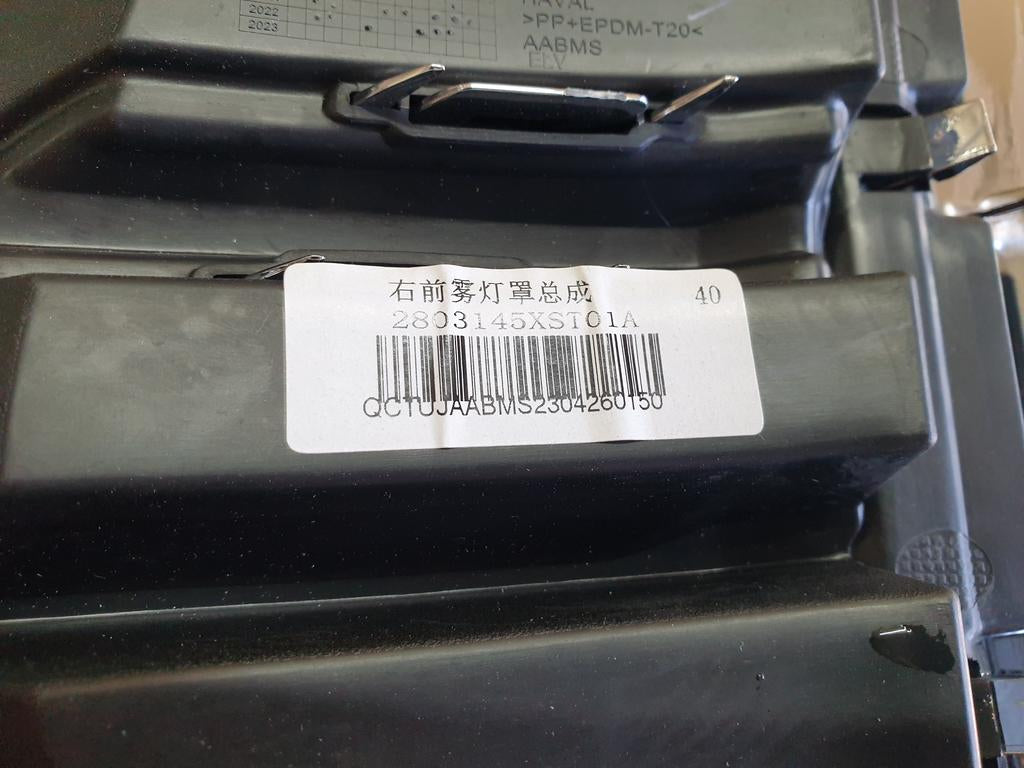 2022
2023
HAVAL
>PP+EPDM-T20<
AABMS
右前雾灯罩总成
40
2803145XST01A
QCTUJAABMS2304260150